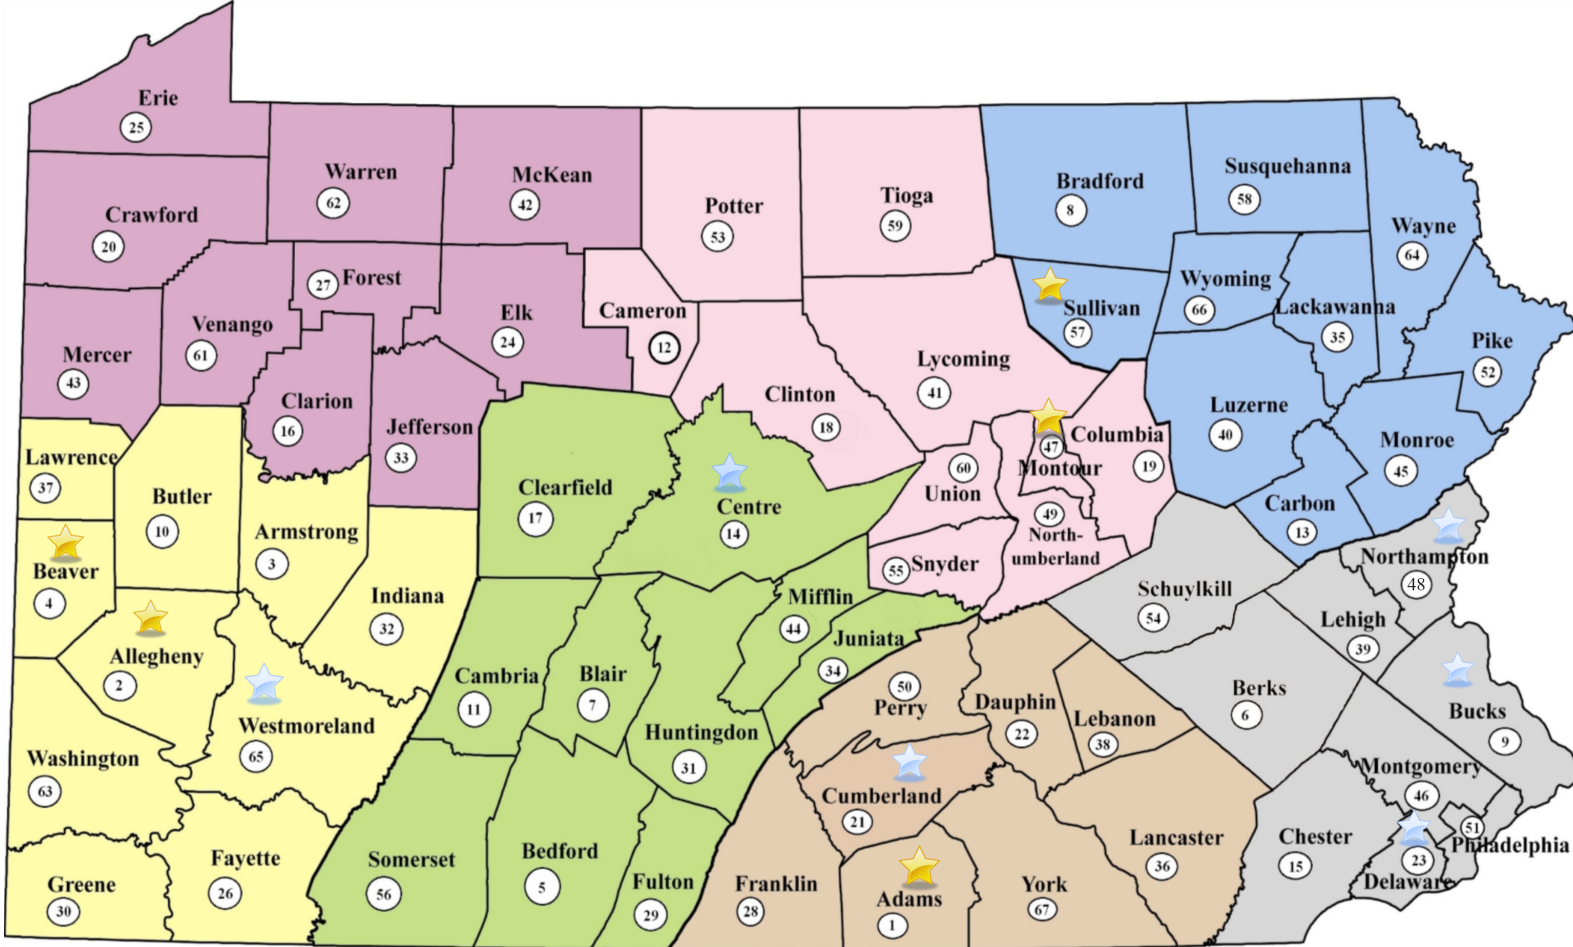 Erie
25
Warren
62
McKean
42
Potter
53
Tioga
59
Bradford
8
Susquehanna
58
Wayne
64
Crawford
20
27 Forest
Venango
61
Elk
24
Cameron
12
Sullivan
57
Wyoming
66
Lackawanna
35
Pike
52
Mercer
43
Clarion
16
Jefferson
33
Clinton
18
Lycoming
41
Columbia
19
47
Montour
Luzerne
40
Monroe
45
Carbon
13
Lawrence
37
Butler
10
Armstrong
3
Clearfield
17
Centre
14
60
Union
49
North-
umberland
55 Snyder
Northampton
48
Beaver
4
Indiana
32
Mifflin
44
Juniata
34
Schuylkill
54
Lehigh
39
Allegheny
2
Westmoreland
65
Cambria
11
Blair
7
Huntingdon
31
50
Perry
Dauphin
22
Lebanon
38
Berks
6
Bucks
9
Washington
63
Cumberland
21
Montgomery
46
51
Philadelphia
Greene
30
Fayette
26
Somerset
56
Bedford
5
Fulton
29
Franklin
28
Adams
1
York
67
Lancaster
36
Chester
15
23
Delaware